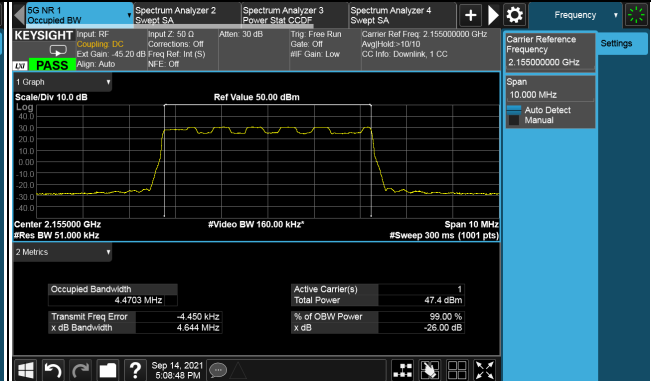 5G NR 1
Occupied BW
Spectrum Analyzer 2
Swept SA
Spectrum Analyzer 3
Power Stat CCDF
Spectrum Analyzer 4
Swept SA
Frequency
KEYSIGHT
Input: RF
Coupling: DC
Ext Gain: -45.20 dB
Align: Auto
Input Z: 50 Ω
Corrections: Off
Freq Ref: Int (S)
NFE: Off
Atten: 30 dB
Trig: Free Run
Gate: Off
#IF Gain: Low
Carrier Ref Freq: 2.155000000 GHz
Avg|Hold:>10/10
CC Info: Downlink, 1 CC
LXI
PASS
Carrier Reference
Frequency
2.155000000 GHz
Settings
Span
10.000 MHz
Auto Detect
Manual
1 Graph
Scale/Div 10.0 dB
Ref Value 50.00 dBm
Log
40.0
30.0
20.0
10.0
0.00
-10.0
-20.0
-30.0
-40.0
Center 2.155000 GHz
#Res BW 51.000 kHz
#Video BW 160.00 kHz*
Span 10 MHz
#Sweep 300 ms (1001 pts)
2 Metrics
Occupied Bandwidth
4.4703 MHz
Transmit Freq Error -4.450 kHz
x dB Bandwidth 4.644 MHz
Active Carrier(s) 1
Total Power 47.4 dBm
% of OBW Power 99.00 %
x dB -26.00 dB
Sep 14, 2021
5:08:48 PM